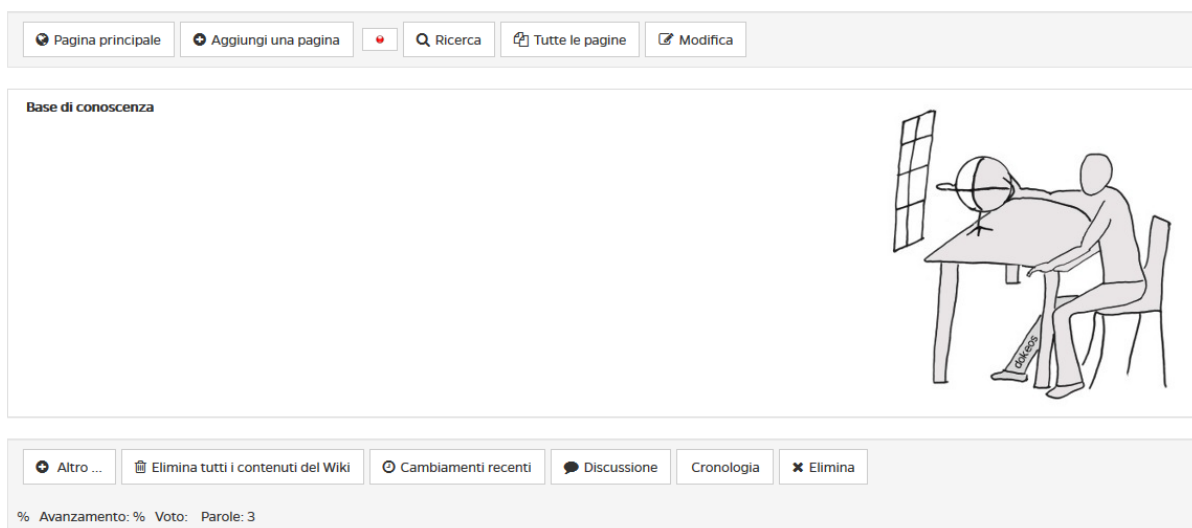 Pagina principale Aggiungi una pagina Ricerca Tutte le pagine Modifica
Base di conoscenza
dokeos
Altro ... Elimina tutti i contenuti del Wiki Cambiamenti recenti Discussione Cronologia Elimina
% Avanzamento: % Voto: Parole: 3